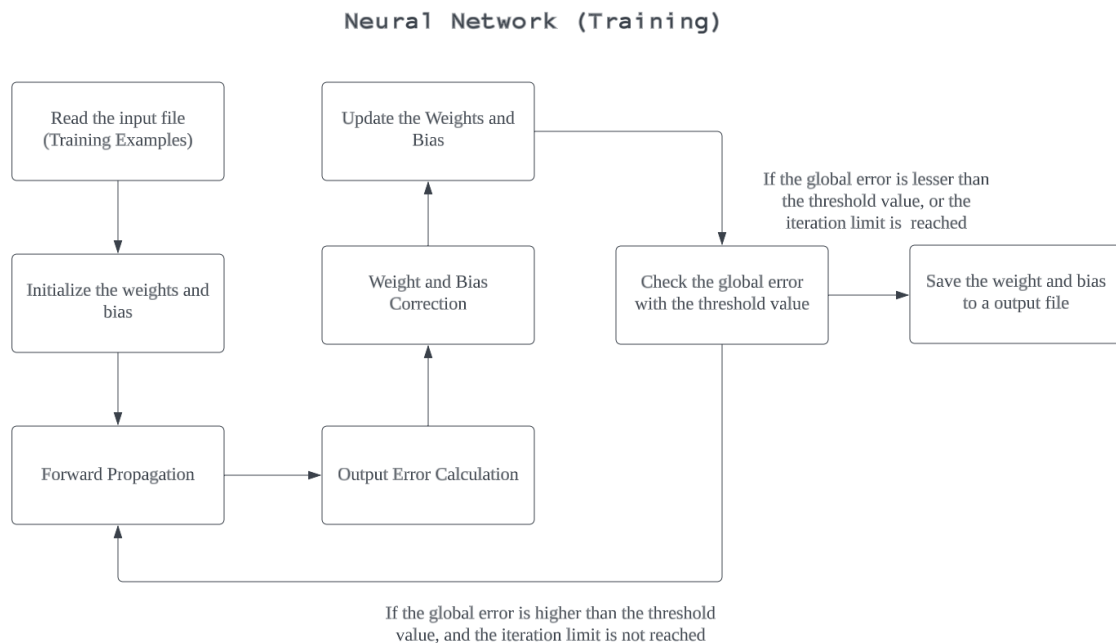 Neural Network (Training)
Read the input file
(Training Examples)
Initialize the weights and
bias
Forward Propagation
Output Error Calculation
Weight and Bias
Correction
Update the Weights and
Bias
Check the global error
with the threshold value
If the global error is lesser than
the threshold value, or the
iteration limit is reached
Save the weight and bias
to a output file
If the global error is higher than the threshold
value, and the iteration limit is not reached